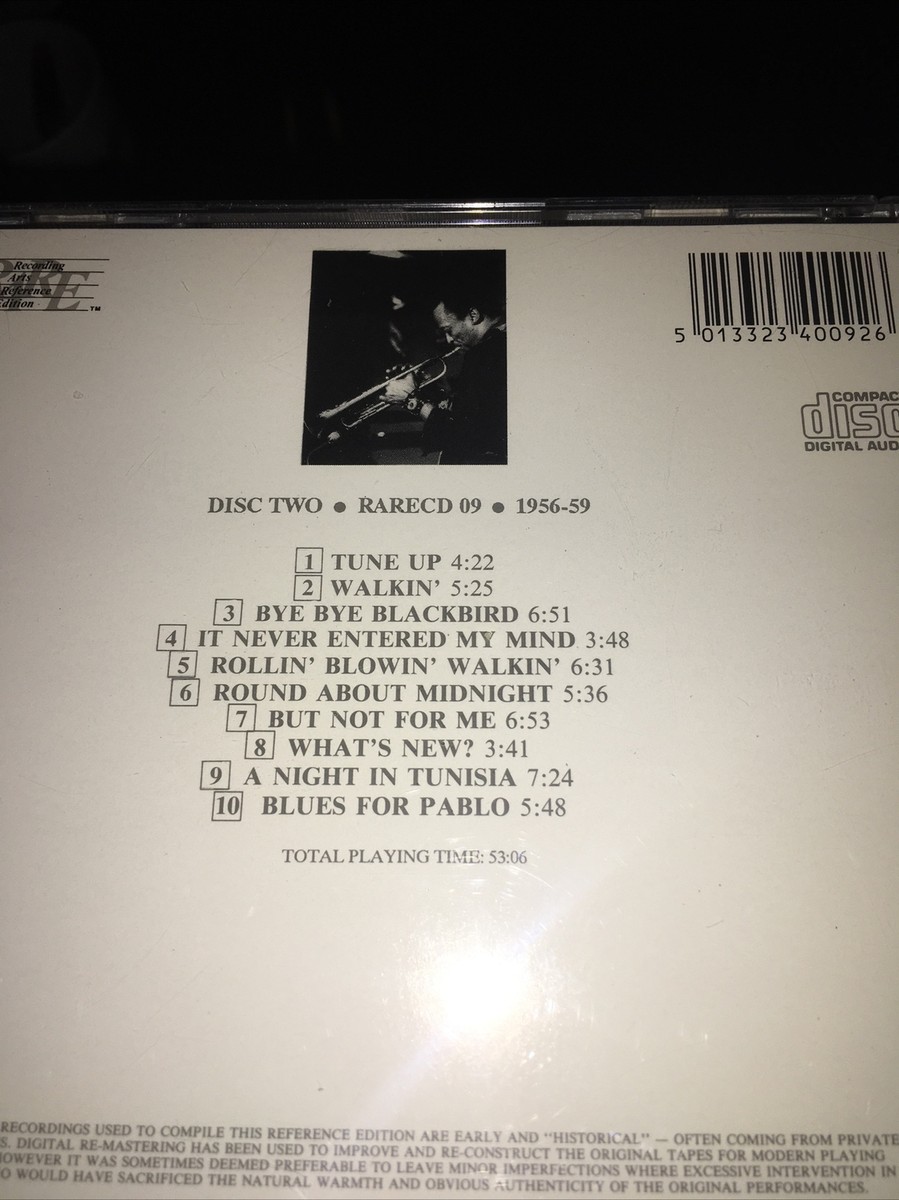 Recording
Arts
Reference
Edition
™
5 013323 400926
COMPAC
disc
DIGITAL AUD
DISC TWO ● RARECD 09 ● 1956-59
1 TUNE UP 4:22
2 WALKIN' 5:25
3 BYE BYE BLACKBIRD 6:51
4 IT NEVER ENTERED MY MIND 3:48
5 ROLLIN' BLOWIN' WALKIN' 6:31
6 ROUND ABOUT MIDNIGHT 5:36
7 BUT NOT FOR ME 6:53
8 WHAT'S NEW? 3:41
9 A NIGHT IN TUNISIA 7:24
10 BLUES FOR PABLO 5:48
TOTAL PLAYING TIME: 53:06
RECORDINGS USED TO COMPILE THIS REFERENCE EDITION ARE EARLY AND "HISTORICAL" — OFTEN COMING FROM PRIVATE
S. DIGITAL RE-MASTERING HAS BEEN USED TO IMPROVE AND RE-CONSTRUCT THE ORIGINAL TAPES FOR MODERN PLAYING
HOWEVER IT WAS SOMETIMES DEEMED PREFERABLE TO LEAVE MINOR IMPERFECTIONS WHERE EXCESSIVE INTERVENTION IN
O WOULD HAVE SACRIFICED THE NATURAL WARMTH AND OBVIOUS AUTHENTICITY OF THE ORIGINAL PERFORMANCES.